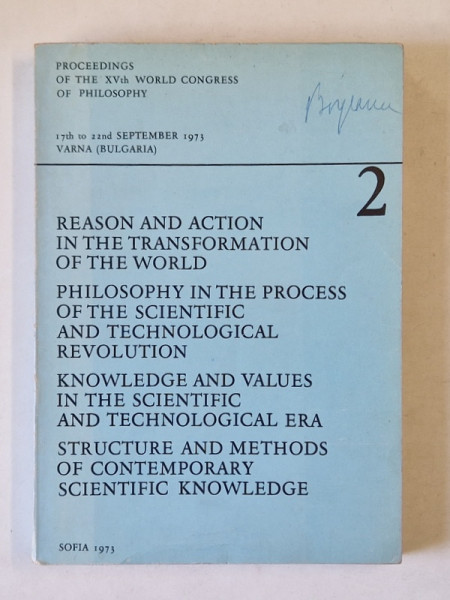 PROCEEDINGS
OF THE XVth WORLD CONGRESS
OF PHILOSOPHY
17th to 22nd SEPTEMBER 1973
VARNA (BULGARIA)
2
REASON AND ACTION
IN THE TRANSFORMATION
OF THE WORLD
PHILOSOPHY IN THE PROCESS
OF THE SCIENTIFIC
AND TECHNOLOGICAL
REVOLUTION
KNOWLEDGE AND VALUES
IN THE SCIENTIFIC
AND TECHNOLOGICAL ERA
STRUCTURE AND METHODS
OF CONTEMPORARY
SCIENTIFIC KNOWLEDGE
SOFIA 1973